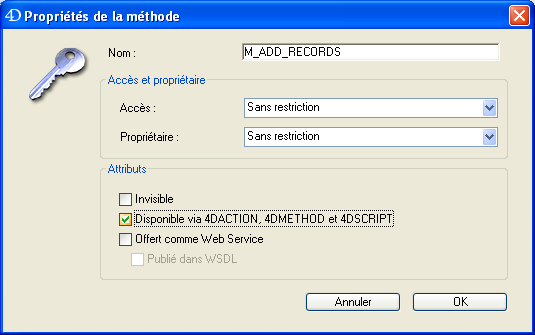 4D Propriétés de la méthode
Nom : M_ADD_RECORDS
Accès et propriétaire
Accès : Sans restriction
Propriétaire : Sans restriction
Attributs
Invisible
Disponible via 4DACTION, 4DMETHOD et 4DSCRIPT
Offert comme Web Service
Publié dans WSDL
Annuler OK